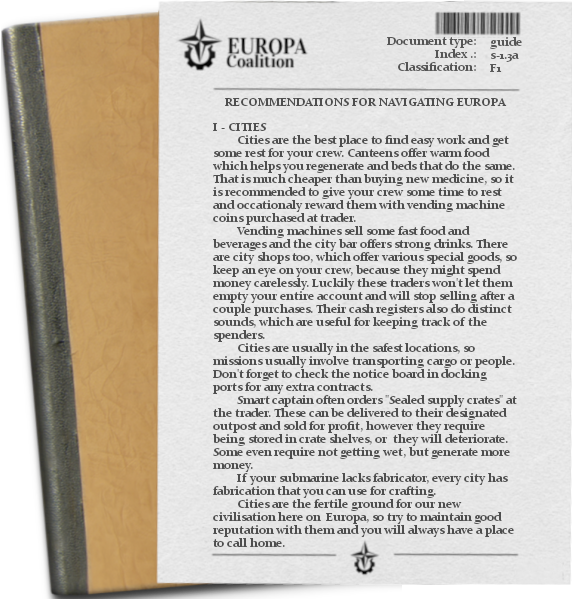 EUROPA
Coalition
Document type: guide
Index .: s-1.3a
Classification: F1
RECOMMENDATIONS FOR NAVIGATING EUROPA
I - CITIES
Cities are the best place to find easy work and get
some rest for your crew. Canteens offer warm food
which helps you regenerate and beds that do the same.
That is much cheaper than buying new medicine, so it
is recommended to give your crew some time to rest
and occationaly reward them with vending machine
coins purchased at trader.
Vending machines sell some fast food and
beverages and the city bar offers strong drinks. There
are city shops too, which offer various special goods, so
keep an eye on your crew, because they might spend
money carelessly. Luckily these traders won't let them
empty your entire account and will stop selling after a
couple purchases. Their cash registers also do distinct
sounds, which are useful for keeping track of the
spenders.
Cities are usually in the safest locations, so
missions usually involve transporting cargo or people.
Don't forget to check the notice board in docking
ports for any extra contracts.
Smart captain often orders "Sealed supply crates" at
the trader. These can be delivered to their designated
outpost and sold for profit, however they require
being stored in crate shelves, or they will deteriorate.
Some even require not getting wet, but generate more
money.
If your submarine lacks fabricator, every city has
fabrication that you can use for crafting.
Cities are the fertile ground for our new
civilisation here on Europa, so try to maintain good
reputation with them and you will always have a place
to call home.